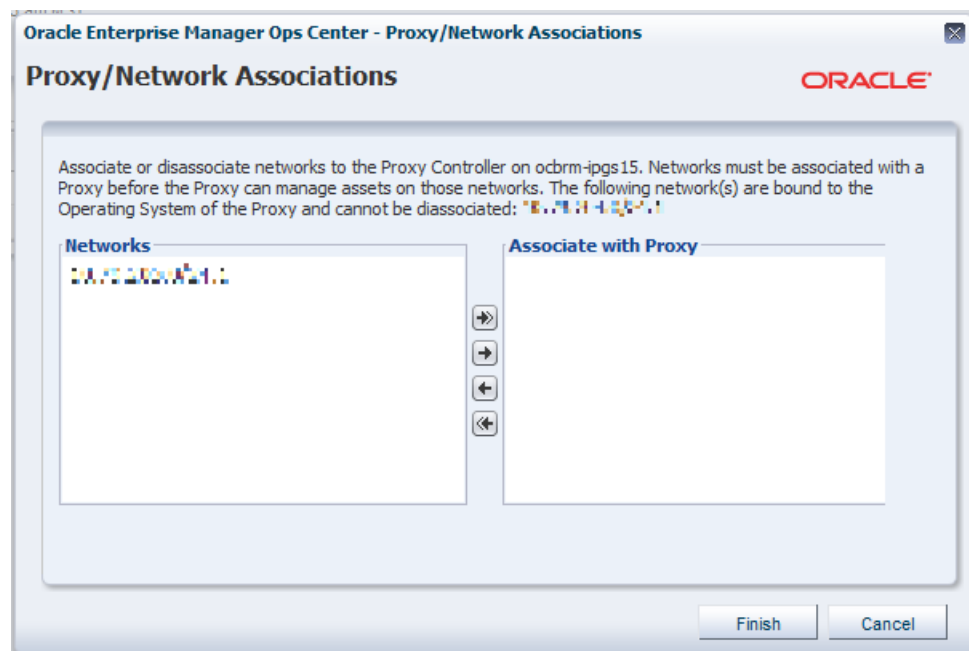 Oracle Enterprise Manager Ops Center - Proxy/Network Associations
Proxy/Network Associations
ORACLE
Associate or disassociate networks to the Proxy Controller on ocbrm-ipgs15. Networks must be associated with a
Proxy before the Proxy can manage assets on those networks. The following network(s) are bound to the
Operating System of the Proxy and cannot be diassociated:
Networks
Associate with Proxy
Finish
Cancel